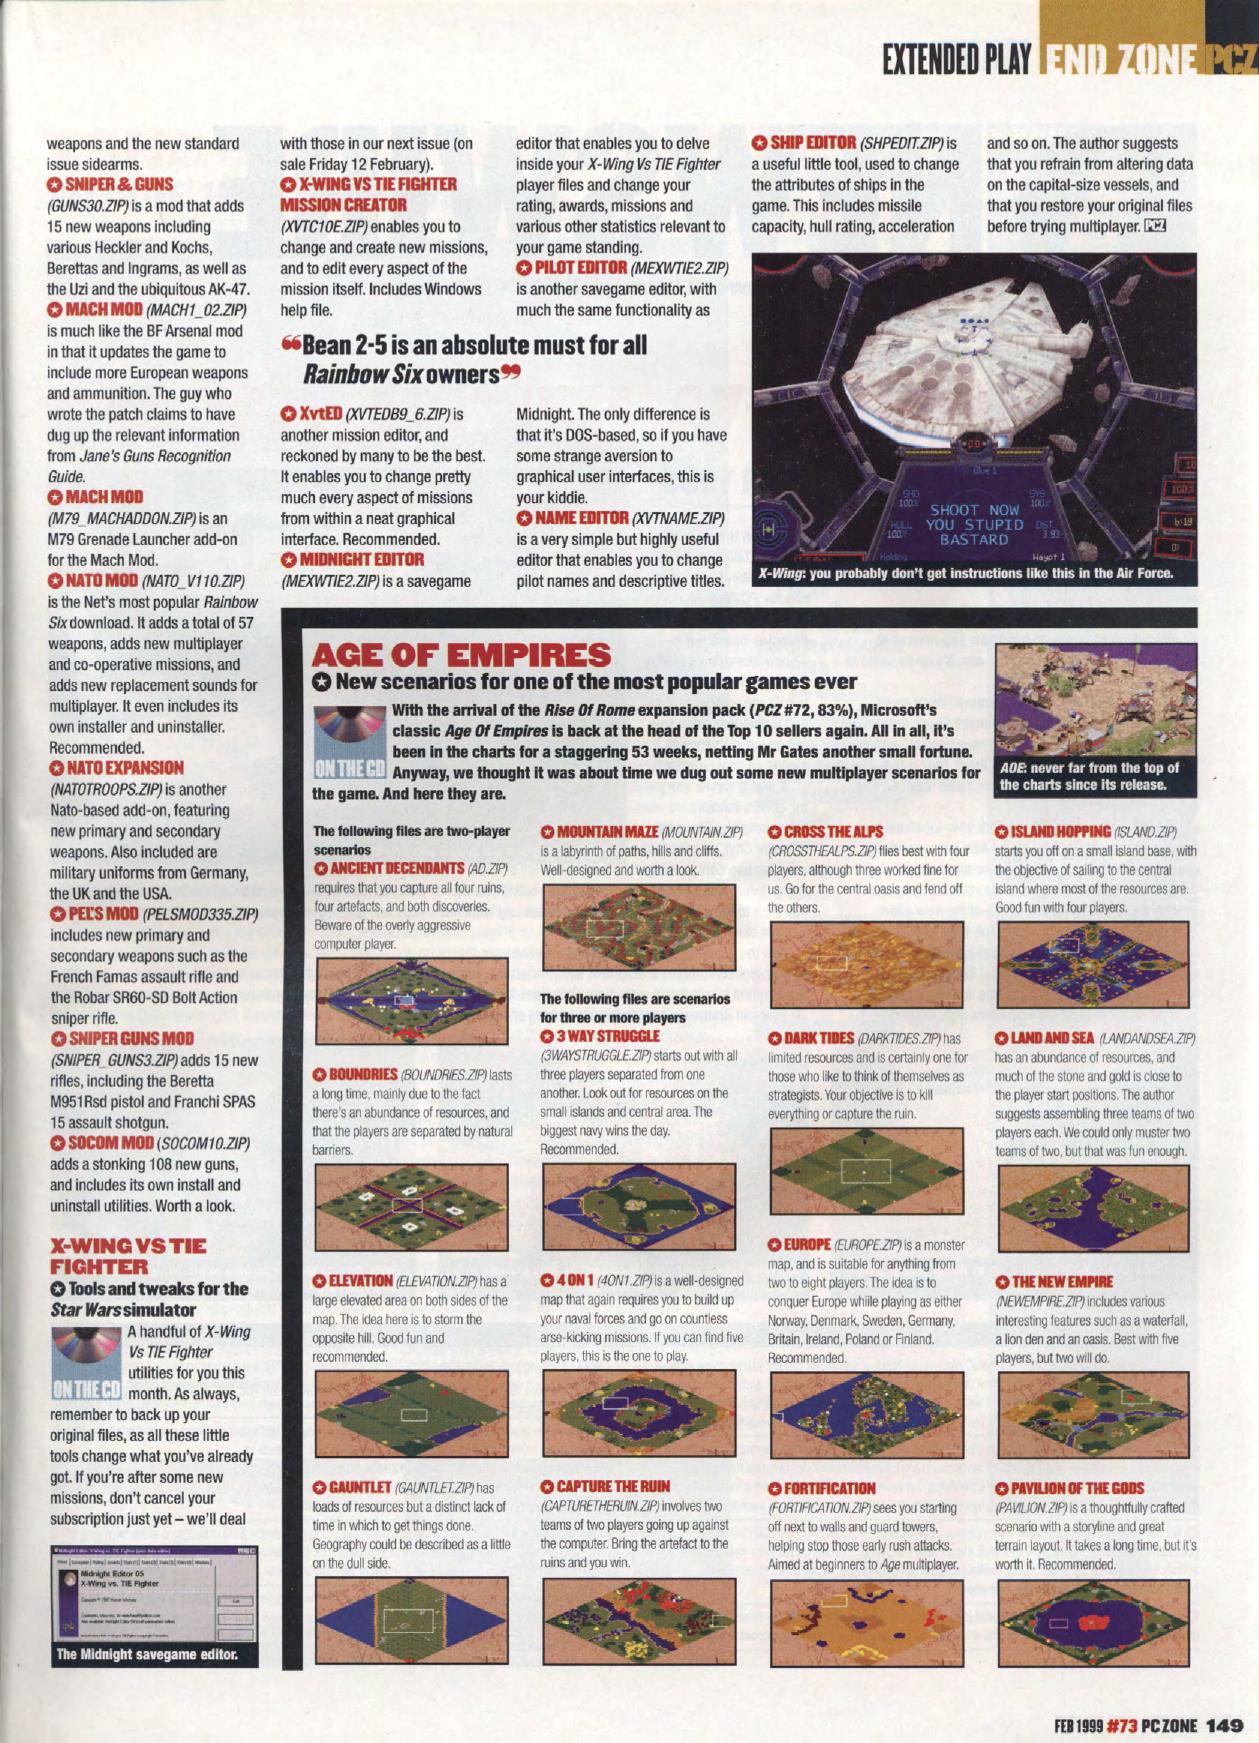 EXTENDED PLAY END ZONE PCZ
weapons and the new standard
issue sidearms.
SNIPER & GUNS
(GUNS30.ZIP) is a mod that adds
15 new weapons including
various Heckler and Kochs,
Berettas and Ingrams, as well as
the Uzi and the ubiquitous AK-47.
MACH MOD (MACH1_02.ZIP)
is much like the BF Arsenal mod
in that it updates the game to
include more European weapons
and ammunition. The guy who
wrote the patch claims to have
dug up the relevant information
from Jane's Guns Recognition
Guide.
MACH MOD
(M79_MACHADDON.ZIP) is an
M79 Grenade Launcher add-on
for the Mach Mod.
NATO MOD (NATO_V110.ZIP)
is the Net's most popular Rainbow
Six download. It adds a total of 57
weapons, adds new multiplayer
and co-operative missions, and
adds new replacement sounds for
multiplayer. It even includes its
own installer and uninstaller.
Recommended.
NATO EXPANSION
(NATOTROOPS.ZIP) is another
Nato-based add-on, featuring
new primary and secondary
weapons. Also included are
military uniforms from Germany,
the UK and the USA.
PEL'S MOD (PELSMOD335.ZIP)
includes new primary and
secondary weapons such as the
French Famas assault rifle and
the Robar SR60-SD Bolt Action
sniper rifle.
SNIPER GUNS MOD
(SNIPER_GUNS3.ZIP) adds 15 new
rifles, including the Beretta
M951Rsd pistol and Franchi SPAS
15 assault shotgun.
SOCOM MOD (SOCOM10.ZIP)
adds a stonking 108 new guns,
and includes its own install and
uninstall utilities. Worth a look.
X-WING VS TIE
FIGHTER
Tools and tweaks for the
Star Wars simulator
ON THE CD
A handful of X-Wing
Vs TIE Fighter
utilities for you this
month. As always,
remember to back up your
original files, as all these little
tools change what you've already
got. If you're after some new
missions, don't cancel your
subscription just yet – we'll deal
Midnight Editor 05
X-Wing vs. TIE Fighter
The Midnight savegame editor.
with those in our next issue (on
sale Friday 12 February).
X-WING VS TIE FIGHTER
MISSION CREATOR
(XVTC10E.ZIP) enables you to
change and create new missions,
and to edit every aspect of the
mission itself. Includes Windows
help file.
“Bean 2-5 is an absolute must for all
Rainbow Six owners”
XvtED (XVTEDB9_6.ZIP) is
another mission editor, and
reckoned by many to be the best.
It enables you to change pretty
much every aspect of missions
from within a neat graphical
interface. Recommended.
MIDNIGHT EDITOR
(MEXWTIE2.ZIP) is a savegame
editor that enables you to delve
inside your X-Wing Vs TIE Fighter
player files and change your
rating, awards, missions and
various other statistics relevant to
your game standing.
PILOT EDITOR (MEXWTIE2.ZIP)
is another savegame editor, with
much the same functionality as
Midnight. The only difference is
that it's DOS-based, so if you have
some strange aversion to
graphical user interfaces, this is
your kiddie.
NAME EDITOR (XVTNAME.ZIP)
is a very simple but highly useful
editor that enables you to change
pilot names and descriptive titles.
SHIP EDITOR (SHPEDIT.ZIP) is
a useful little tool, used to change
the attributes of ships in the
game. This includes missile
capacity, hull rating, acceleration
and so on. The author suggests
that you refrain from altering data
on the capital-size vessels, and
that you restore your original files
before trying multiplayer. PCZ
Blue 1
SHD
100%
SYS
100%
SHOOT NOW
YOU STUPID
BASTARD
HULL
100%
DST
3.93
Holding
Waypt 1
X-Wing: you probably don't get instructions like this in the Air Force.
AGE OF EMPIRES
New scenarios for one of the most popular games ever
ON THE CD
With the arrival of the Rise Of Rome expansion pack (PCZ #72, 83%), Microsoft's
classic Age Of Empires is back at the head of the Top 10 sellers again. All in all, it's
been in the charts for a staggering 53 weeks, netting Mr Gates another small fortune.
Anyway, we thought it was about time we dug out some new multiplayer scenarios for
the game. And here they are.
AOE: never far from the top of
the charts since its release.
The following files are two-player
scenarios
ANCIENT DECENDANTS (AD.ZIP)
requires that you capture all four ruins,
four artefacts, and both discoveries.
Beware of the overly aggressive
computer player.
BOUNDRIES (BOUNDRIES.ZIP) lasts
a long time, mainly due to the fact
there's an abundance of resources, and
that the players are separated by natural
barriers.
ELEVATION (ELEVATION.ZIP) has a
large elevated area on both sides of the
map. The idea here is to storm the
opposite hill. Good fun and
recommended.
GAUNTLET (GAUNTLET.ZIP) has
loads of resources but a distinct lack of
time in which to get things done.
Geography could be described as a little
on the dull side.
MOUNTAIN MAZE (MOUNTAIN.ZIP)
is a labyrinth of paths, hills and cliffs.
Well-designed and worth a look.
The following files are scenarios
for three or more players
3 WAY STRUGGLE
(3WAYSTRUGGLE.ZIP) starts out with all
three players separated from one
another. Look out for resources on the
small islands and central area. The
biggest navy wins the day.
Recommended.
4 ON 1 (4ON1.ZIP) is a well-designed
map that again requires you to build up
your naval forces and go on countless
arse-kicking missions. If you can find five
players, this is the one to play.
CAPTURE THE RUIN
(CAPTURETHERUIN.ZIP) involves two
teams of two players going up against
the computer. Bring the artefact to the
ruins and you win.
CROSS THE ALPS
(CROSSTHEALPS.ZIP) flies best with four
players, although three worked fine for
us. Go for the central oasis and fend off
the others.
DARK TIDES (DARKTIDES.ZIP) has
limited resources and is certainly one for
those who like to think of themselves as
strategists. Your objective is to kill
everything or capture the ruin.
EUROPE (EUROPE.ZIP) is a monster
map, and is suitable for anything from
two to eight players. The idea is to
conquer Europe while playing as either
Norway, Denmark, Sweden, Germany,
Britain, Ireland, Poland or Finland.
Recommended.
FORTIFICATION
(FORTIFICATION.ZIP) sees you starting
off next to walls and guard towers,
helping stop those early rush attacks.
Aimed at beginners to Age multiplayer.
ISLAND HOPPING (ISLAND.ZIP)
starts you off on a small island base, with
the objective of sailing to the central
island where most of the resources are.
Good fun with four players.
LAND AND SEA (LANDANDSEA.ZIP)
has an abundance of resources, and
much of the stone and gold is close to
the player start positions. The author
suggests assembling three teams of two
players each. We could only muster two
teams of two, but that was fun enough.
THE NEW EMPIRE
(NEWEMPIRE.ZIP) includes various
interesting features such as a waterfall,
a lion den and an oasis. Best with five
players, but two will do.
PAVILION OF THE GODS
(PAVILION.ZIP) is a thoughtfully crafted
scenario with a storyline and great
terrain layout. It takes a long time, but it's
worth it. Recommended.
FEB 1999 #73 PC ZONE 149